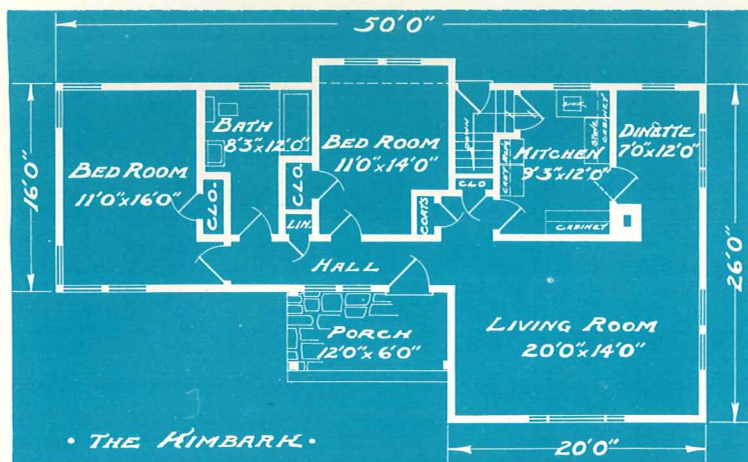 50'0"
16'0"
BED ROOM
11'0"x16'0"
CLO.
BATH
8'3"x12'0"
CLO.
LIN.
BED ROOM
11'0"x14'0"
COATS
DOWN
CLO
SINK
CABINET
KITCHEN
9'3"x12'0"
CABINET
DINETTE
7'0"x12'0"
26'0"
HALL
PORCH
12'0"x6'0"
LIVING ROOM
20'0"x14'0"
• THE KIMBARK •
20'0"